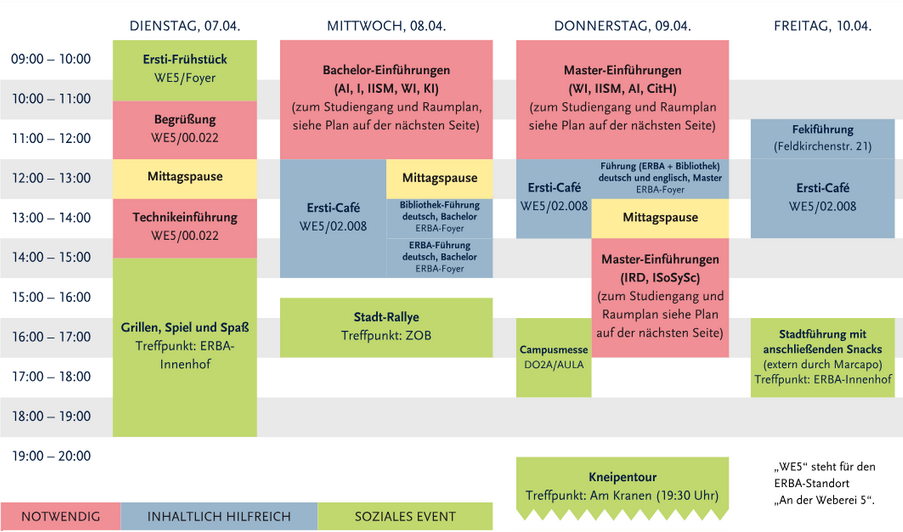 DIENSTAG, 07.04.
MITTWOCH, 08.04.
DONNERSTAG, 09.04.
FREITAG, 10.04.
09:00 – 10:00
10:00 – 11:00
11:00 – 12:00
12:00 – 13:00
13:00 – 14:00
14:00 – 15:00
15:00 – 16:00
16:00 – 17:00
17:00 – 18:00
18:00 – 19:00
19:00 – 20:00
Ersti-Frühstück
WE5/Foyer
Begrüßung
WE5/00.022
Mittagspause
Technikeinführung
WE5/00.022
Grillen, Spiel und Spaß
Treffpunkt: ERBA-
Innenhof
Bachelor-Einführungen
(AI, I, IISM, WI, KI)
(zum Studiengang und Raumplan,
siehe Plan auf der nächsten Seite)
Ersti-Café
WE5/02.008
Mittagspause
Bibliothek-Führung
deutsch, Bachelor
ERBA-Foyer
ERBA-Führung
deutsch, Bachelor
ERBA-Foyer
Stadt-Rallye
Treffpunkt: ZOB
Master-Einführungen
(WI, IISM, AI, CitH)
(zum Studiengang und Raumplan
siehe Plan auf der nächsten Seite)
Ersti-Café
WE5/02.008
Führung (ERBA + Bibliothek)
deutsch und englisch, Master
ERBA-Foyer
Mittagspause
Master-Einführungen
(IRD, ISoSySc)
(zum Studiengang und
Raumplan siehe Plan
auf der nächsten Seite)
Campusmesse
DO2A/AULA
Kneipentour
Treffpunkt: Am Kranen (19:30 Uhr)
Fekiführung
(Feldkirchenstr. 21)
Ersti-Café
WE5/02.008
Stadtführung mit
anschließenden Snacks
(extern durch Marcapo)
Treffpunkt: ERBA-Innenhof
„WE5“ steht für den
ERBA-Standort
„An der Weberei 5“.
NOTWENDIG
INHALTLICH HILFREICH
SOZIALES EVENT